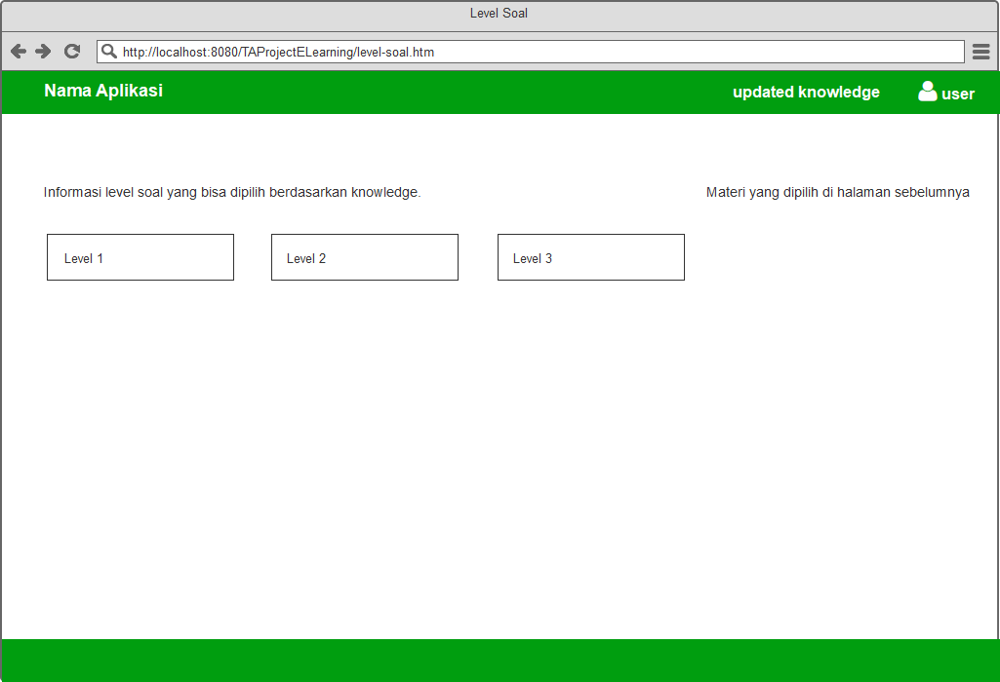 Level Soal
http://localhost:8080/TAProjectELearning/level-soal.htm
Nama Aplikasi
updated knowledge
user
Informasi level soal yang bisa dipilih berdasarkan knowledge.
Materi yang dipilih di halaman sebelumnya
Level 1
Level 2
Level 3